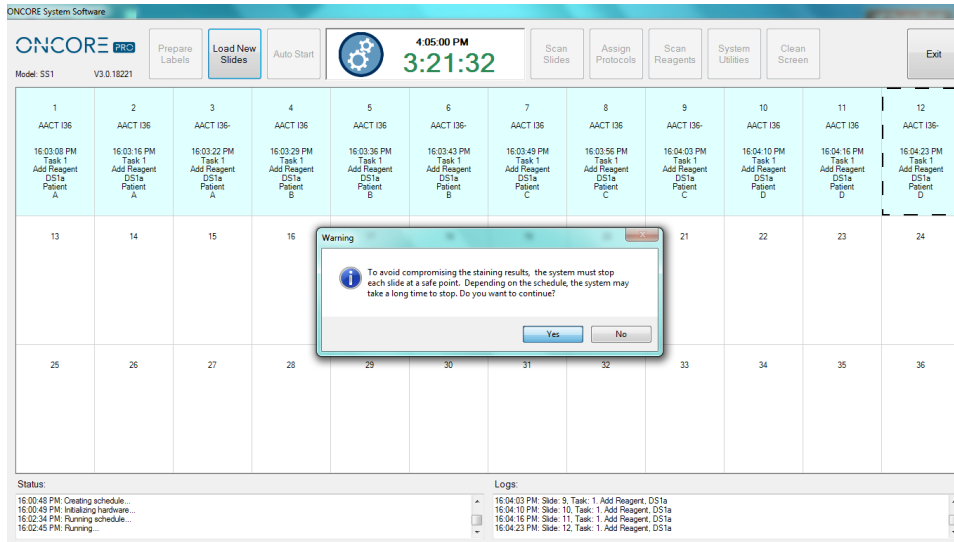 ONCORE System Softw
ONCORE PRO
Model: SS1 V3.0.18221
Prepare
Labels
Load New
Slides
Auto Start
4:05:00 PM
3:21:32
Scan
Slides
Assign
Protocols
Scan
Reagents
System
Utilities
Clean
Screen
Exit
1 2 3 4 5 6 7 8 9 10 11 12
AACT I36 AACT I36 AACT I36- AACT I36 AACT I36 AACT I36- AACT I36 AACT I36 AACT I36- AACT I36 AACT I36 AACT I36-
16:03:08 PM 16:03:16 PM 16:03:22 PM 16:03:29 PM 16:03:36 PM 16:03:43 PM 16:03:49 PM 16:03:56 PM 16:04:03 PM 16:04:10 PM 16:04:16 PM 16:04:23 PM
Task 1 Task 1 Task 1 Task 1 Task 1 Task 1 Task 1 Task 1 Task 1 Task 1 Task 1 Task 1
Add Reagent Add Reagent Add Reagent Add Reagent Add Reagent Add Reagent Add Reagent Add Reagent Add Reagent Add Reagent Add Reagent Add Reagent
DS1a DS1a DS1a DS1a DS1a DS1a DS1a DS1a DS1a DS1a DS1a DS1a
Patient Patient Patient Patient Patient Patient Patient Patient Patient Patient Patient Patient
A A A B B B C C C D D D
13 14 15 16 21 22 23 24
Warning
To avoid compromising the staining results, the system must stop
each slide at a safe point. Depending on the schedule, the system may
take a long time to stop. Do you want to continue?
Yes No
25 26 27 28 29 30 31 32 33 34 35 36
Status:
16:00:48 PM: Creating schedule...
16:00:49 PM: Initializing hardware...
16:02:34 PM: Running schedule...
16:02:45 PM: Running...
Logs:
16:04:03 PM: Slide: 9, Task: 1. Add Reagent, DS1a
16:04:10 PM: Slide: 10, Task: 1. Add Reagent, DS1a
16:04:16 PM: Slide: 11, Task: 1. Add Reagent, DS1a
16:04:23 PM: Slide: 12, Task: 1. Add Reagent, DS1a